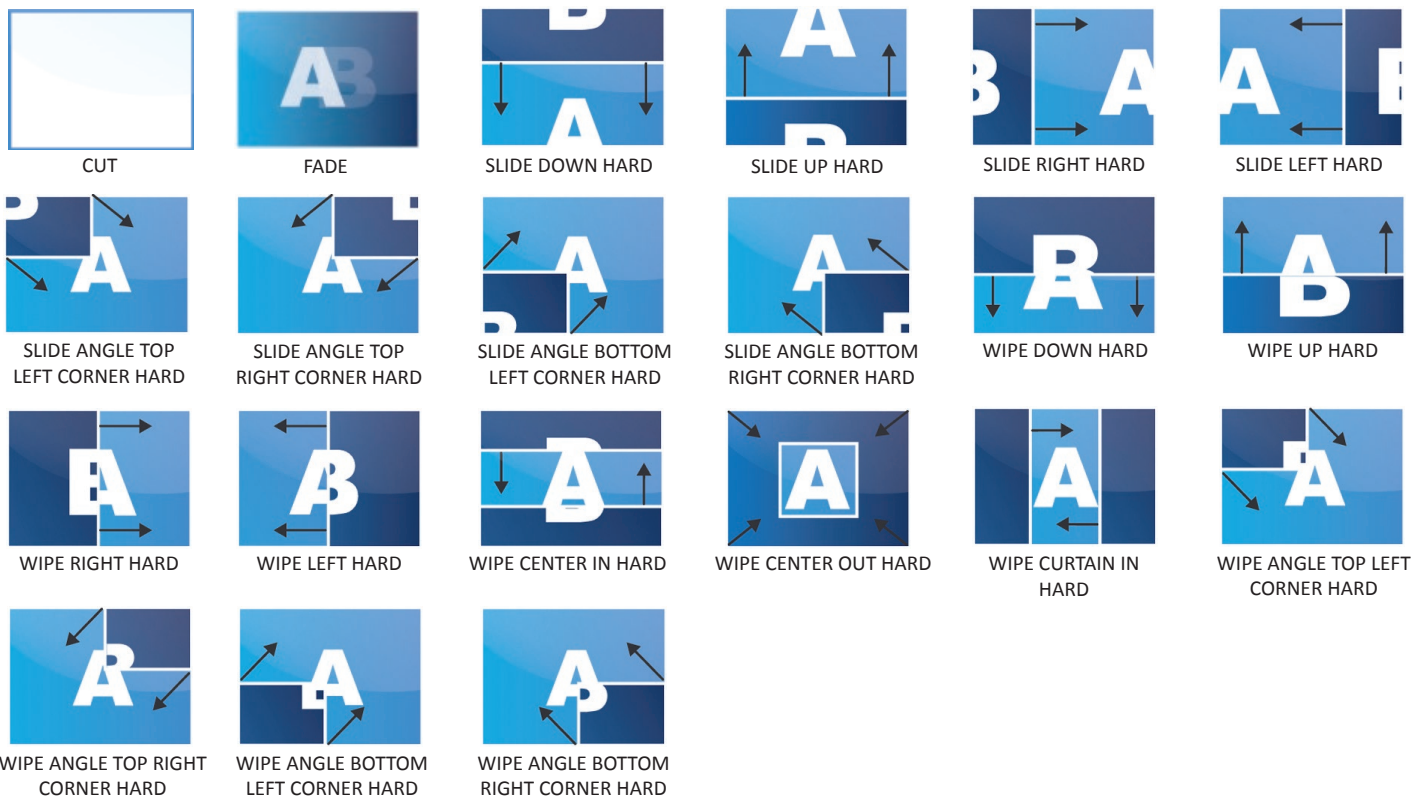 A B
B
A
A
B
B A
A B
CUT
FADE
SLIDE DOWN HARD
SLIDE UP HARD
SLIDE RIGHT HARD
SLIDE LEFT HARD
B A
A B
A B
A B
B A
A B
SLIDE ANGLE TOP
LEFT CORNER HARD
SLIDE ANGLE TOP
RIGHT CORNER HARD
SLIDE ANGLE BOTTOM
LEFT CORNER HARD
SLIDE ANGLE BOTTOM
RIGHT CORNER HARD
WIPE DOWN HARD
WIPE UP HARD
B A
A B
B A
A
A
B A
WIPE RIGHT HARD
WIPE LEFT HARD
WIPE CENTER IN HARD
WIPE CENTER OUT HARD
WIPE CURTAIN IN
HARD
WIPE ANGLE TOP LEFT
CORNER HARD
A B
A B
A B
WIPE ANGLE TOP RIGHT
CORNER HARD
WIPE ANGLE BOTTOM
LEFT CORNER HARD
WIPE ANGLE BOTTOM
RIGHT CORNER HARD